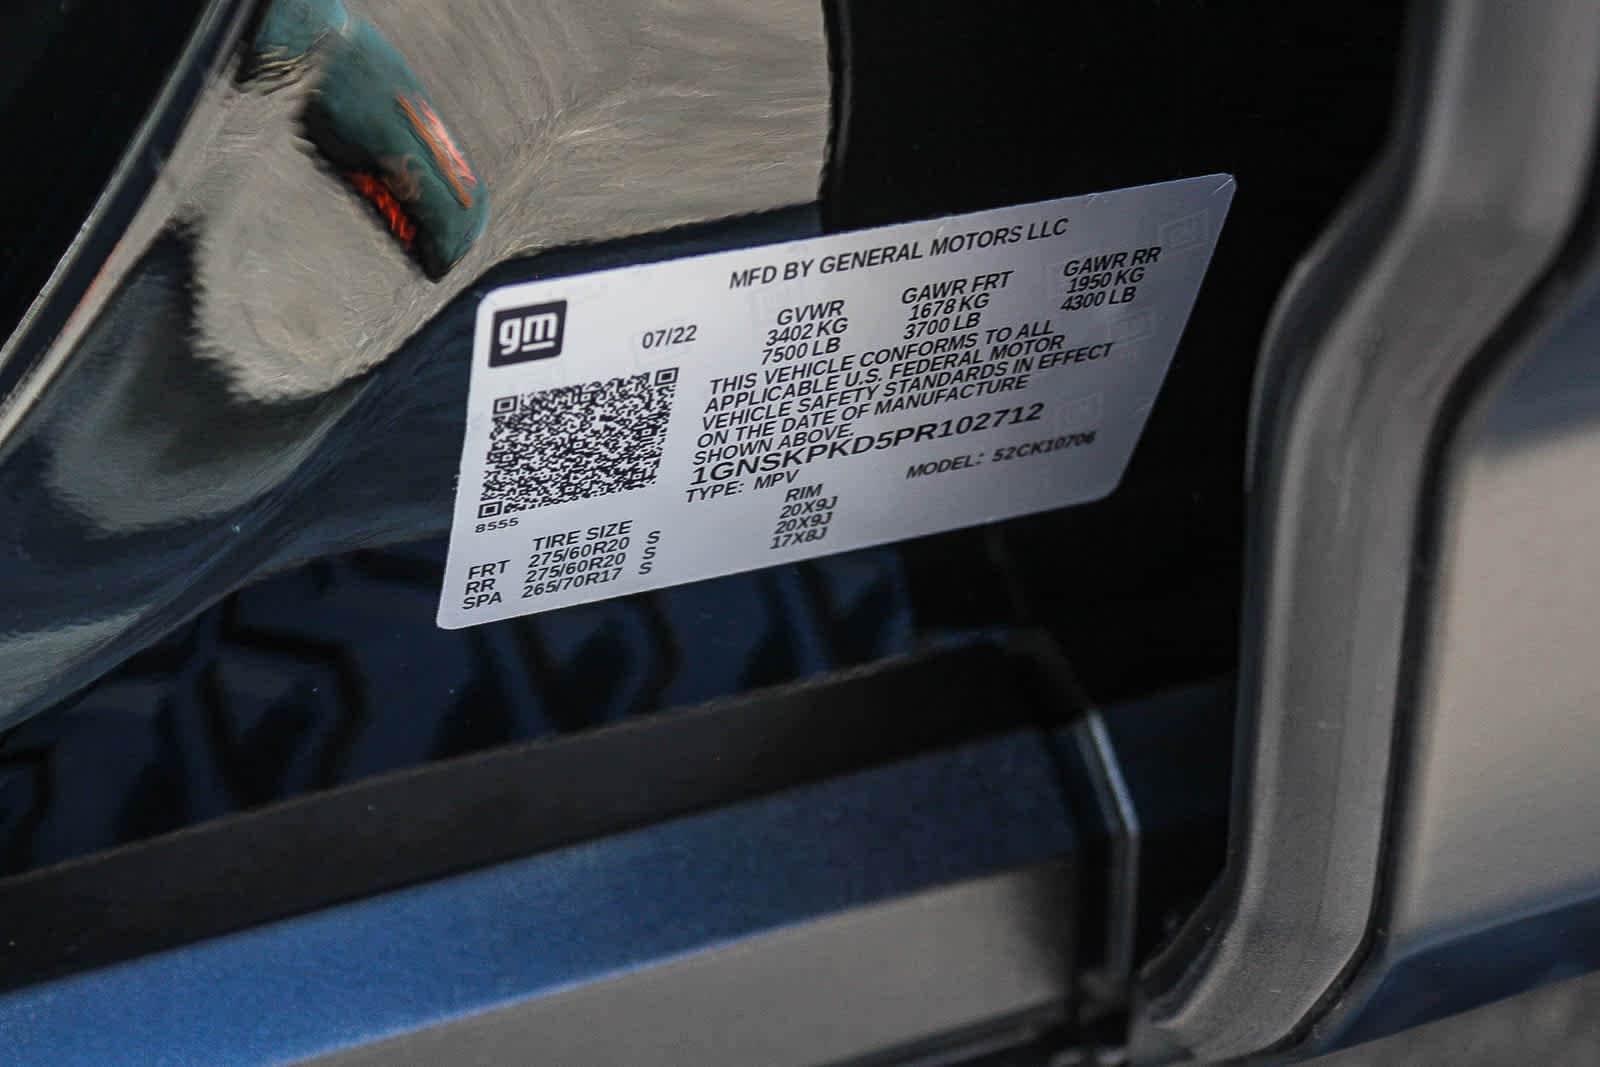 MFD BY GENERAL MOTORS LLC
gm
07/22
GVWR
3402 KG
7500 LB
GAWR FRT
1678 KG
3700 LB
GAWR RR
1950 KG
4300 LB
THIS VEHICLE CONFORMS TO ALL
APPLICABLE U.S. FEDERAL MOTOR
VEHICLE SAFETY STANDARDS IN EFFECT
ON THE DATE OF MANUFACTURE
SHOWN ABOVE.
1GNSKPKD5PR102712
TYPE: MPV
MODEL: 52CK10706
8555
TIRE SIZE RIM
FRT 275/60R20 S 20X9J
RR 275/60R20 S 20X9J
SPA 265/70R17 S 17X8J